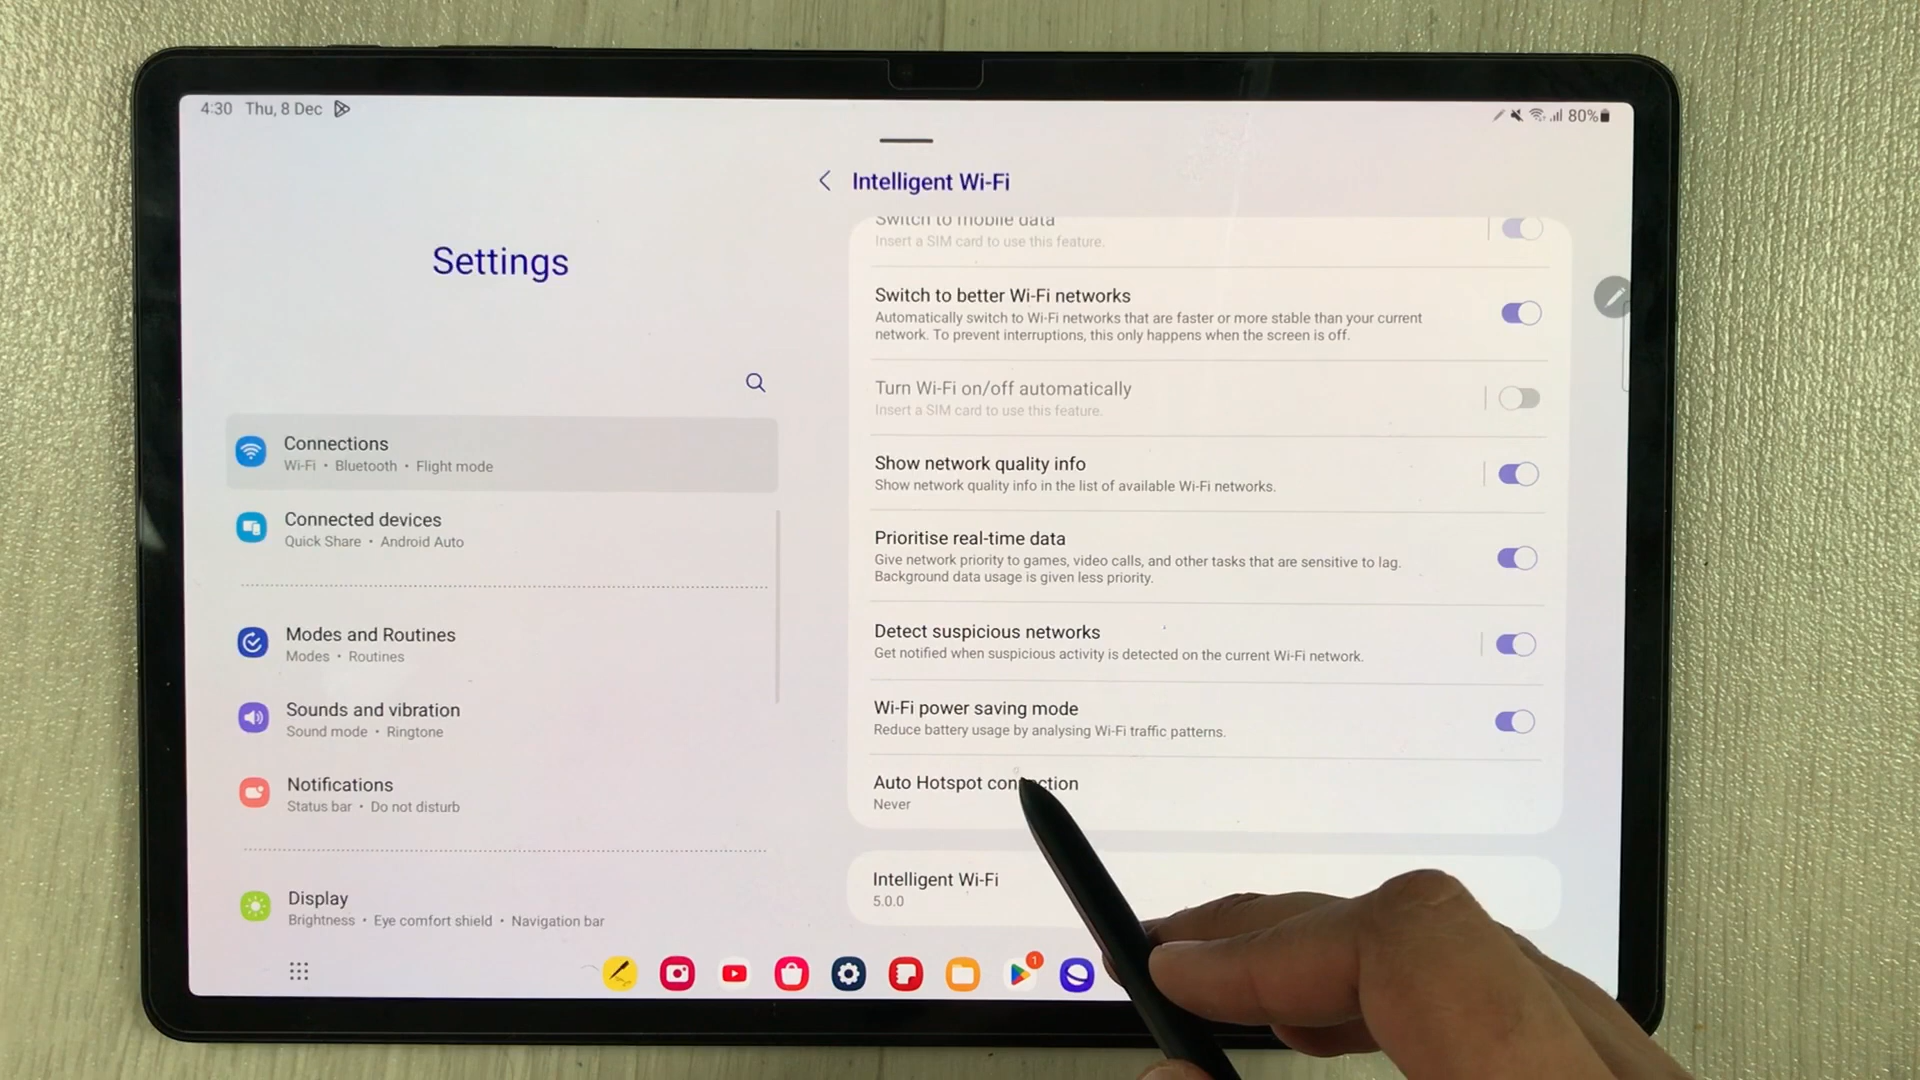 4:30 Thu, 8 Dec
80%
Settings
Connections
Wi-Fi • Bluetooth • Flight mode
Connected devices
Quick Share • Android Auto
Modes and Routines
Modes • Routines
Sounds and vibration
Sound mode • Ringtone
Notifications
Status bar • Do not disturb
Display
Brightness • Eye comfort shield • Navigation bar
Intelligent Wi-Fi
Switch to mobile data
Insert a SIM card to use this feature.
Switch to better Wi-Fi networks
Automatically switch to Wi-Fi networks that are faster or more stable than your current
network. To prevent interruptions, this only happens when the screen is off.
Turn Wi-Fi on/off automatically
Insert a SIM card to use this feature.
Show network quality info
Show network quality info in the list of available Wi-Fi networks.
Prioritise real-time data
Give network priority to games, video calls, and other tasks that are sensitive to lag.
Background data usage is given less priority.
Detect suspicious networks
Get notified when suspicious activity is detected on the current Wi-Fi network.
Wi-Fi power saving mode
Reduce battery usage by analysing Wi-Fi traffic patterns.
Auto Hotspot connection
Never
Intelligent Wi-Fi
5.0.0
1